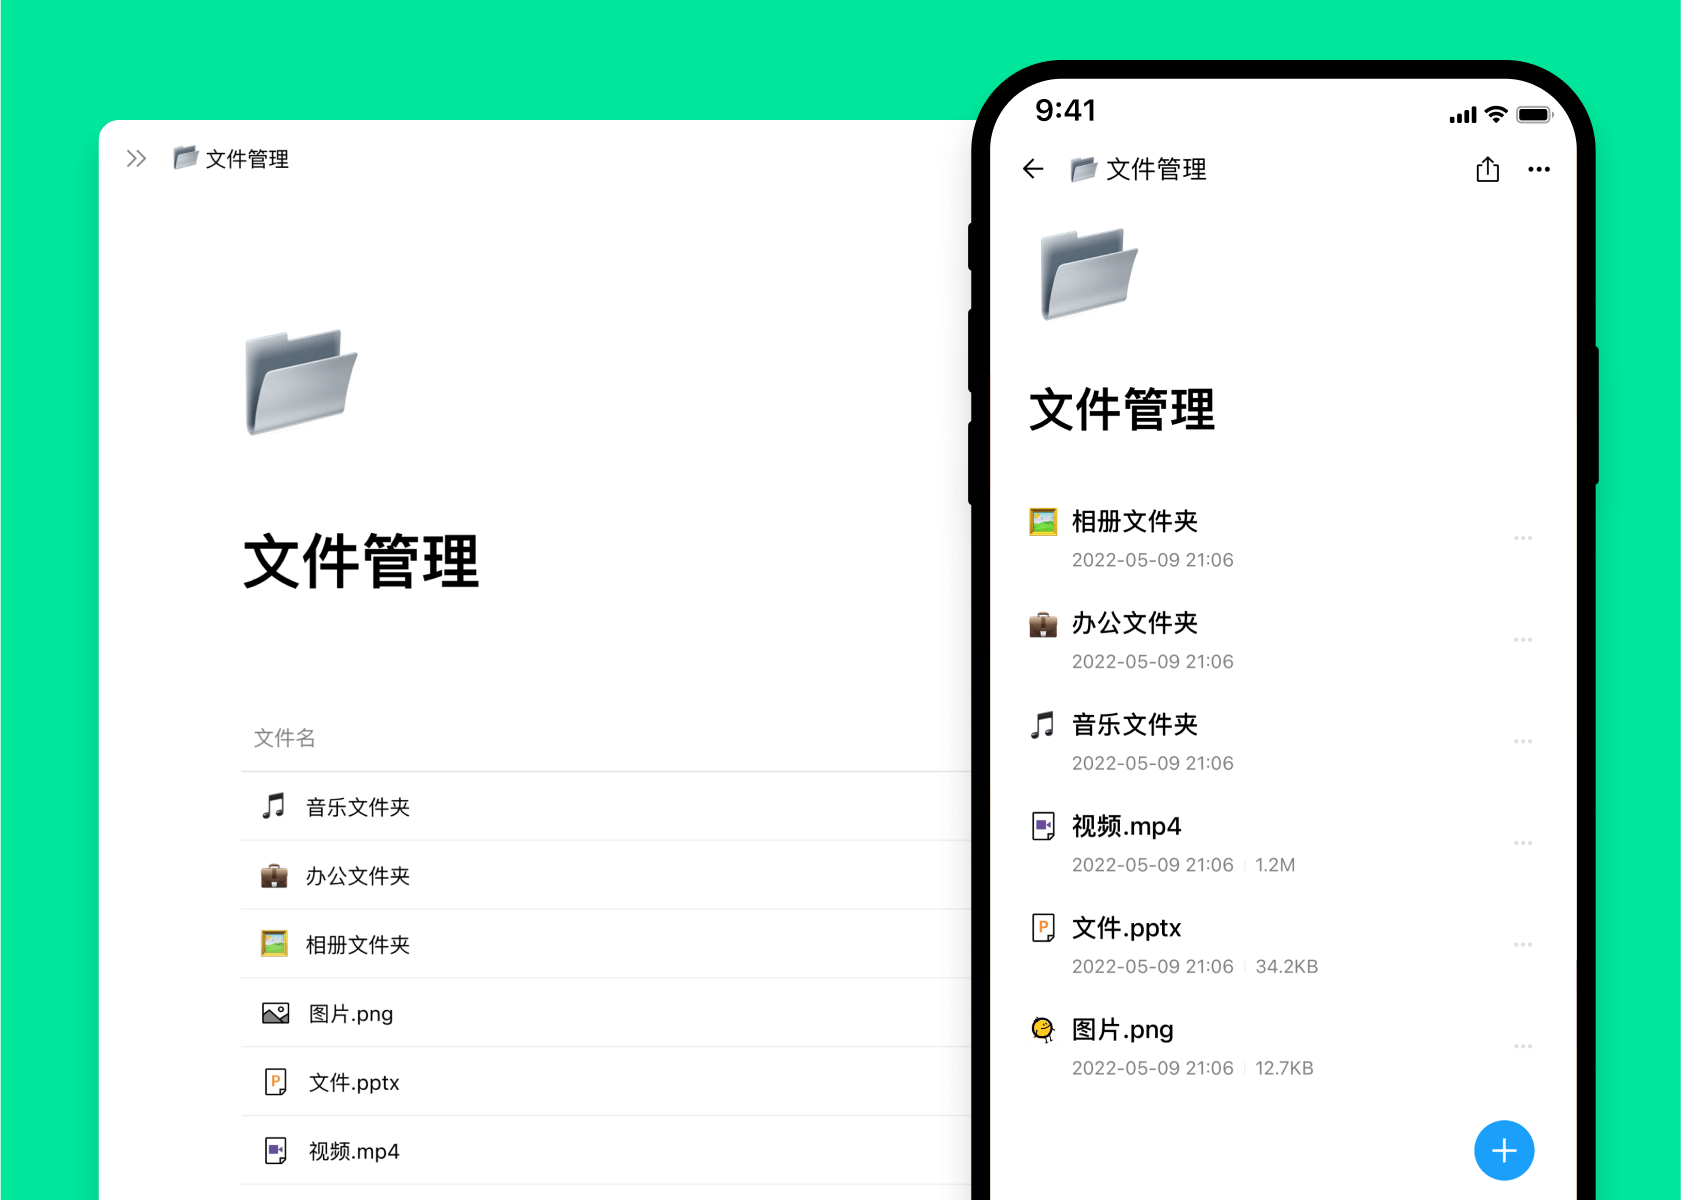 文件管理
文件管理
文件名
音乐文件夹
办公文件夹
相册文件夹
图片.png
文件.pptx
视频.mp4
9:41
文件管理
文件管理
相册文件夹
2022-05-09 21:06
办公文件夹
2022-05-09 21:06
音乐文件夹
2022-05-09 21:06
视频.mp4
2022-05-09 21:06 1.2M
文件.pptx
2022-05-09 21:06 34.2KB
图片.png
2022-05-09 21:06 12.7KB